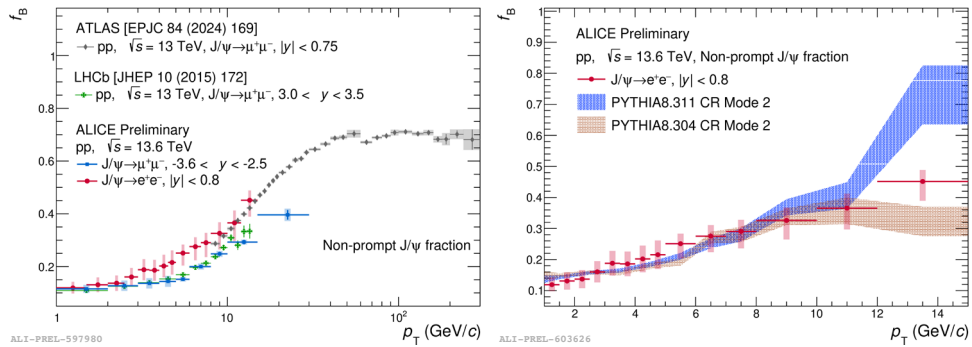 f_B
ATLAS [EPJC 84 (2024) 169]
pp, √s = 13 TeV, J/ψ→μ⁺μ⁻, |y| < 0.75
LHCb [JHEP 10 (2015) 172]
pp, √s = 13 TeV, J/ψ→μ⁺μ⁻, 3.0 < y < 3.5
ALICE Preliminary
pp, √s = 13.6 TeV
J/ψ→μ⁺μ⁻, -3.6 < y < -2.5
J/ψ→e⁺e⁻, |y| < 0.8
Non-prompt J/ψ fraction
1
0.8
0.6
0.4
0.2
1 10 10²
p_T (GeV/c)
ALI-PREL-597980
f_B
ALICE Preliminary
pp, √s = 13.6 TeV, Non-prompt J/ψ fraction
J/ψ→e⁺e⁻, |y| < 0.8
PYTHIA8.311 CR Mode 2
PYTHIA8.304 CR Mode 2
1
0.9
0.8
0.7
0.6
0.5
0.4
0.3
0.2
0.1
2 4 6 8 10 12 14
p_T (GeV/c)
ALI-PREL-603626